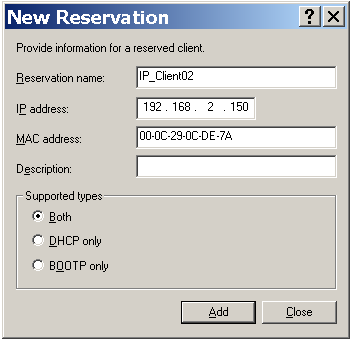 New Reservation
Provide information for a reserved client.
Reservation name: IP_Client02
IP address: 192 . 168 . 2 . 150
MAC address: 00-0C-29-0C-DE-7A
Description:
Supported types
Both
DHCP only
BOOTP only
Add Close